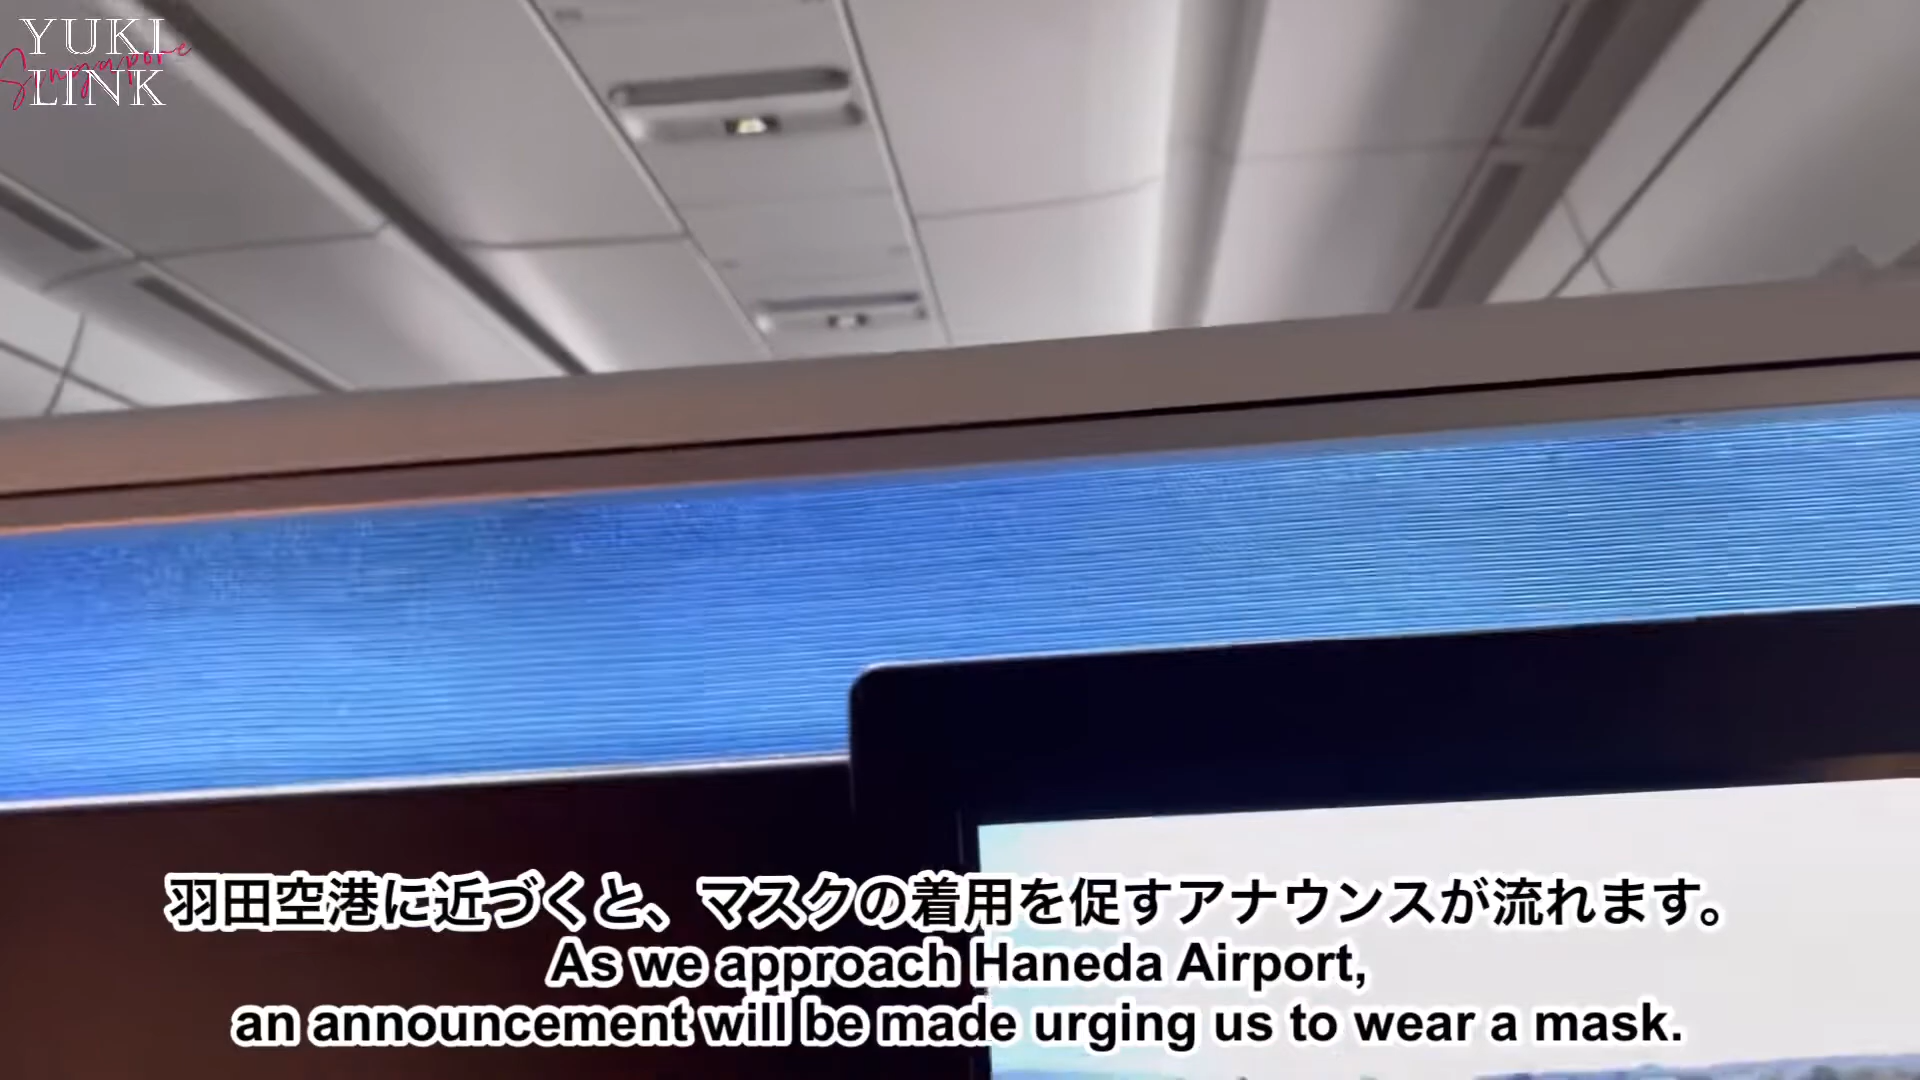 YUKI
Singapore
LINK
羽田空港に近づくと、マスクの着用を促すアナウンスが流れます。
As we approach Haneda Airport,
an announcement will be made urging us to wear a mask.